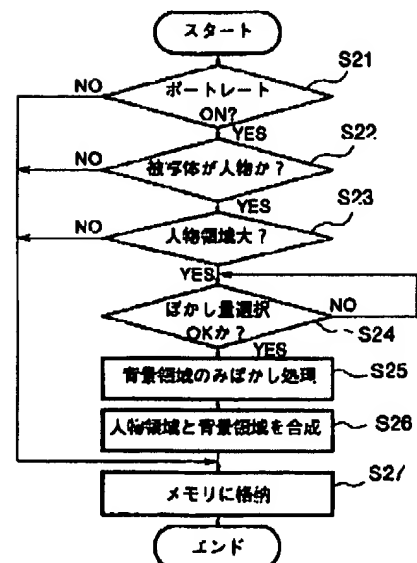 スタート
S21
NO
ポートレート
ON?
YES
S22
NO
被写体が人物か?
YES
S23
NO
人物領域大?
YES
ぼかし量選択
OKか?
NO
S24
YES
背景領域のみぼかし処理
S25
人物領域と背景領域を合成
S26
メモリに格納
S27
エンド